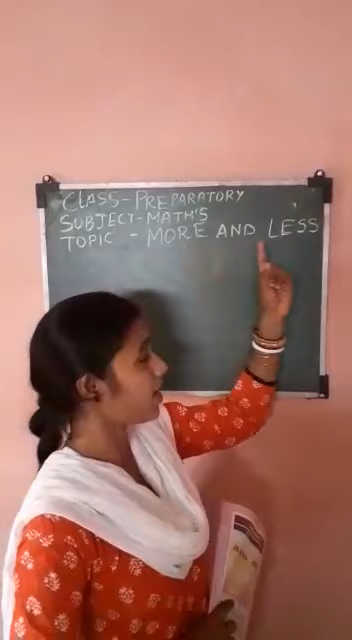 CLASS- PREPARATORY
SUBJECT-MATH'S
TOPIC - MORE AND LESS